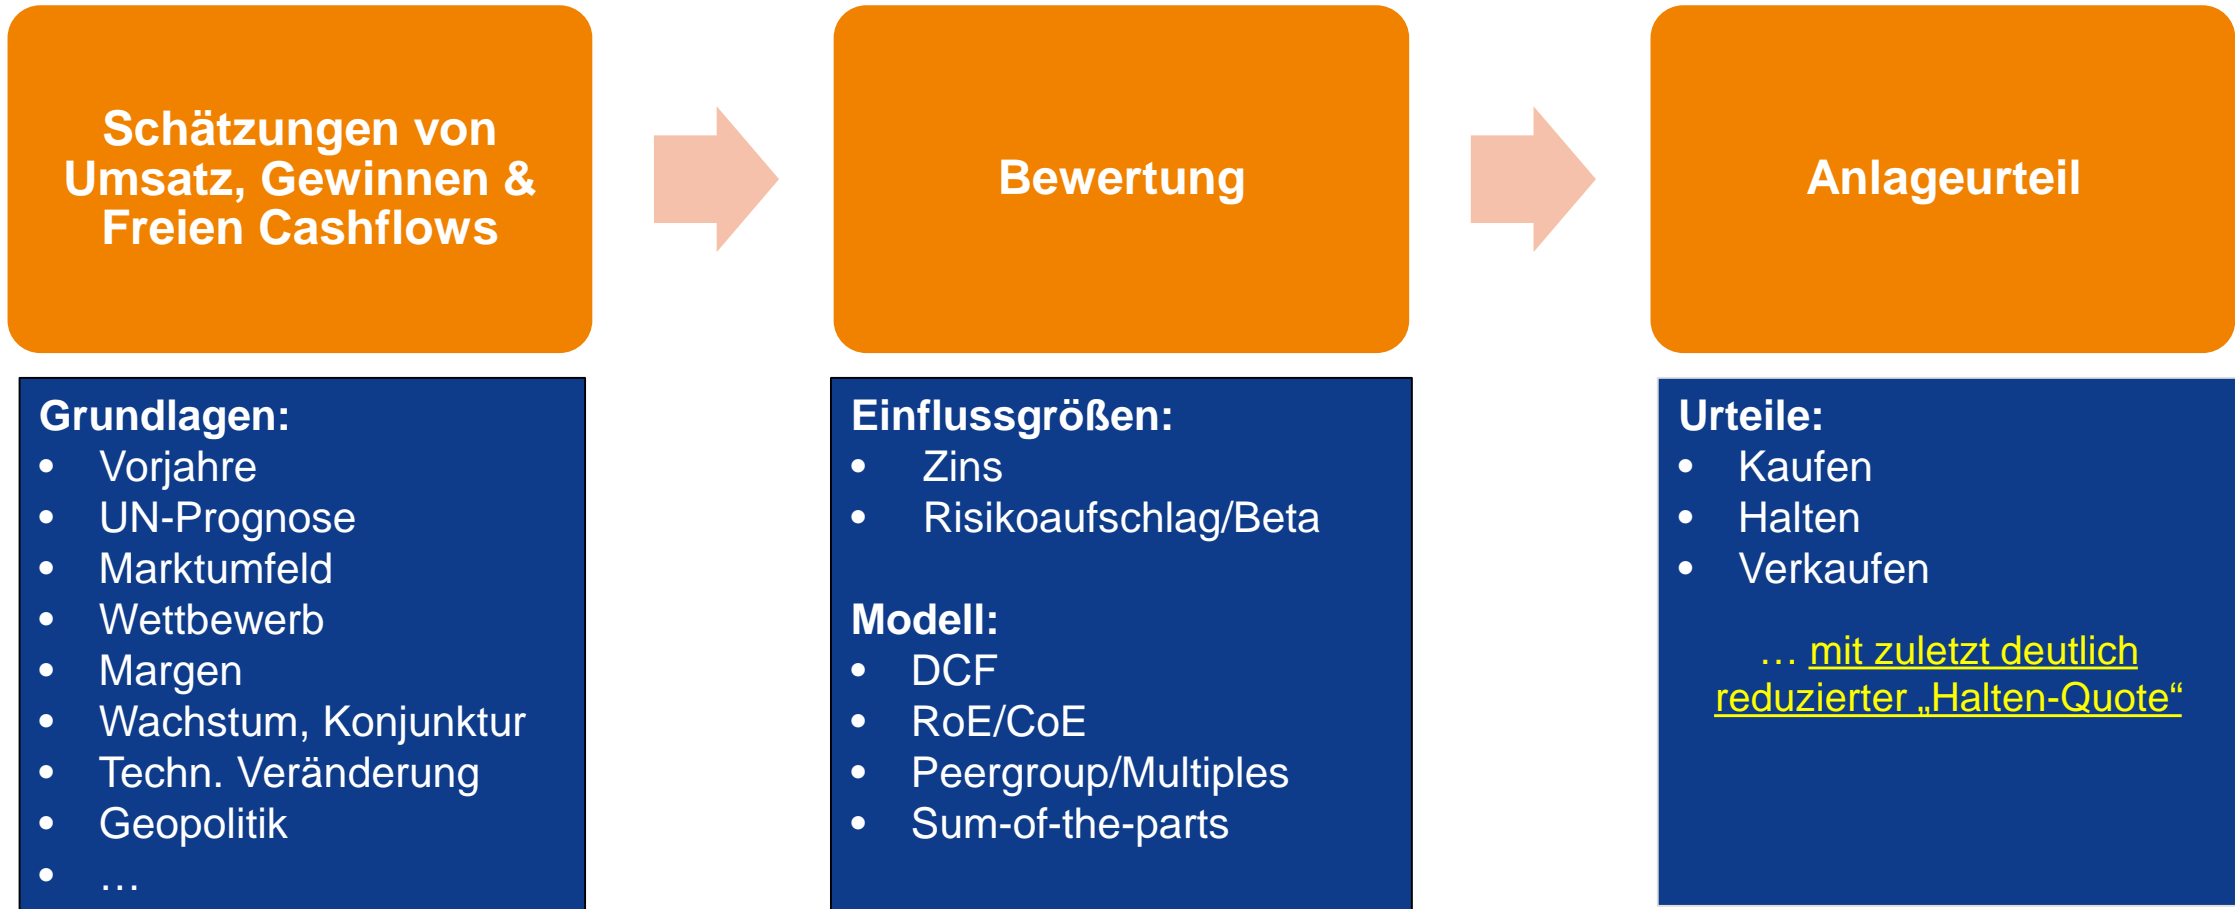 Schätzungen von
Umsatz, Gewinnen &
Freien Cashflows
Bewertung
Anlageurteil
Grundlagen:
• Vorjahre
• UN-Prognose
• Marktumfeld
• Wettbewerb
• Margen
• Wachstum, Konjunktur
• Techn. Veränderung
• Geopolitik
• …
Einflussgrößen:
• Zins
• Risikoaufschlag/Beta
Modell:
• DCF
• RoE/CoE
• Peergroup/Multiples
• Sum-of-the-parts
Urteile:
• Kaufen
• Halten
• Verkaufen
… mit zuletzt deutlich
reduzierter „Halten-Quote“